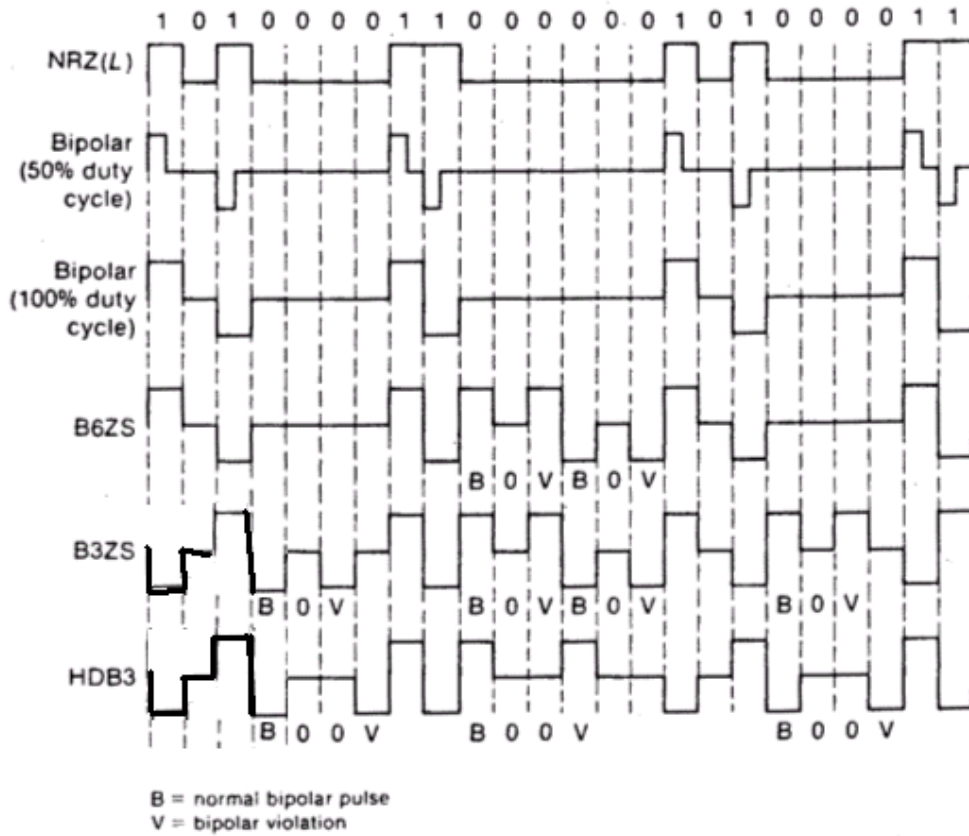 1 0 1 0 0 0 0 1 1 0 0 0 0 0 0 1 0 1 0 0 0 0 1 1
NRZ(L)
Bipolar
(50% duty
cycle)
Bipolar
(100% duty
cycle)
B6ZS
B 0 V B 0 V
B3ZS
B 0 V B 0 V B 0 V B 0 V
HDB3
B 0 0 V B 0 0 V B 0 0 V
B = normal bipolar pulse
V = bipolar violation